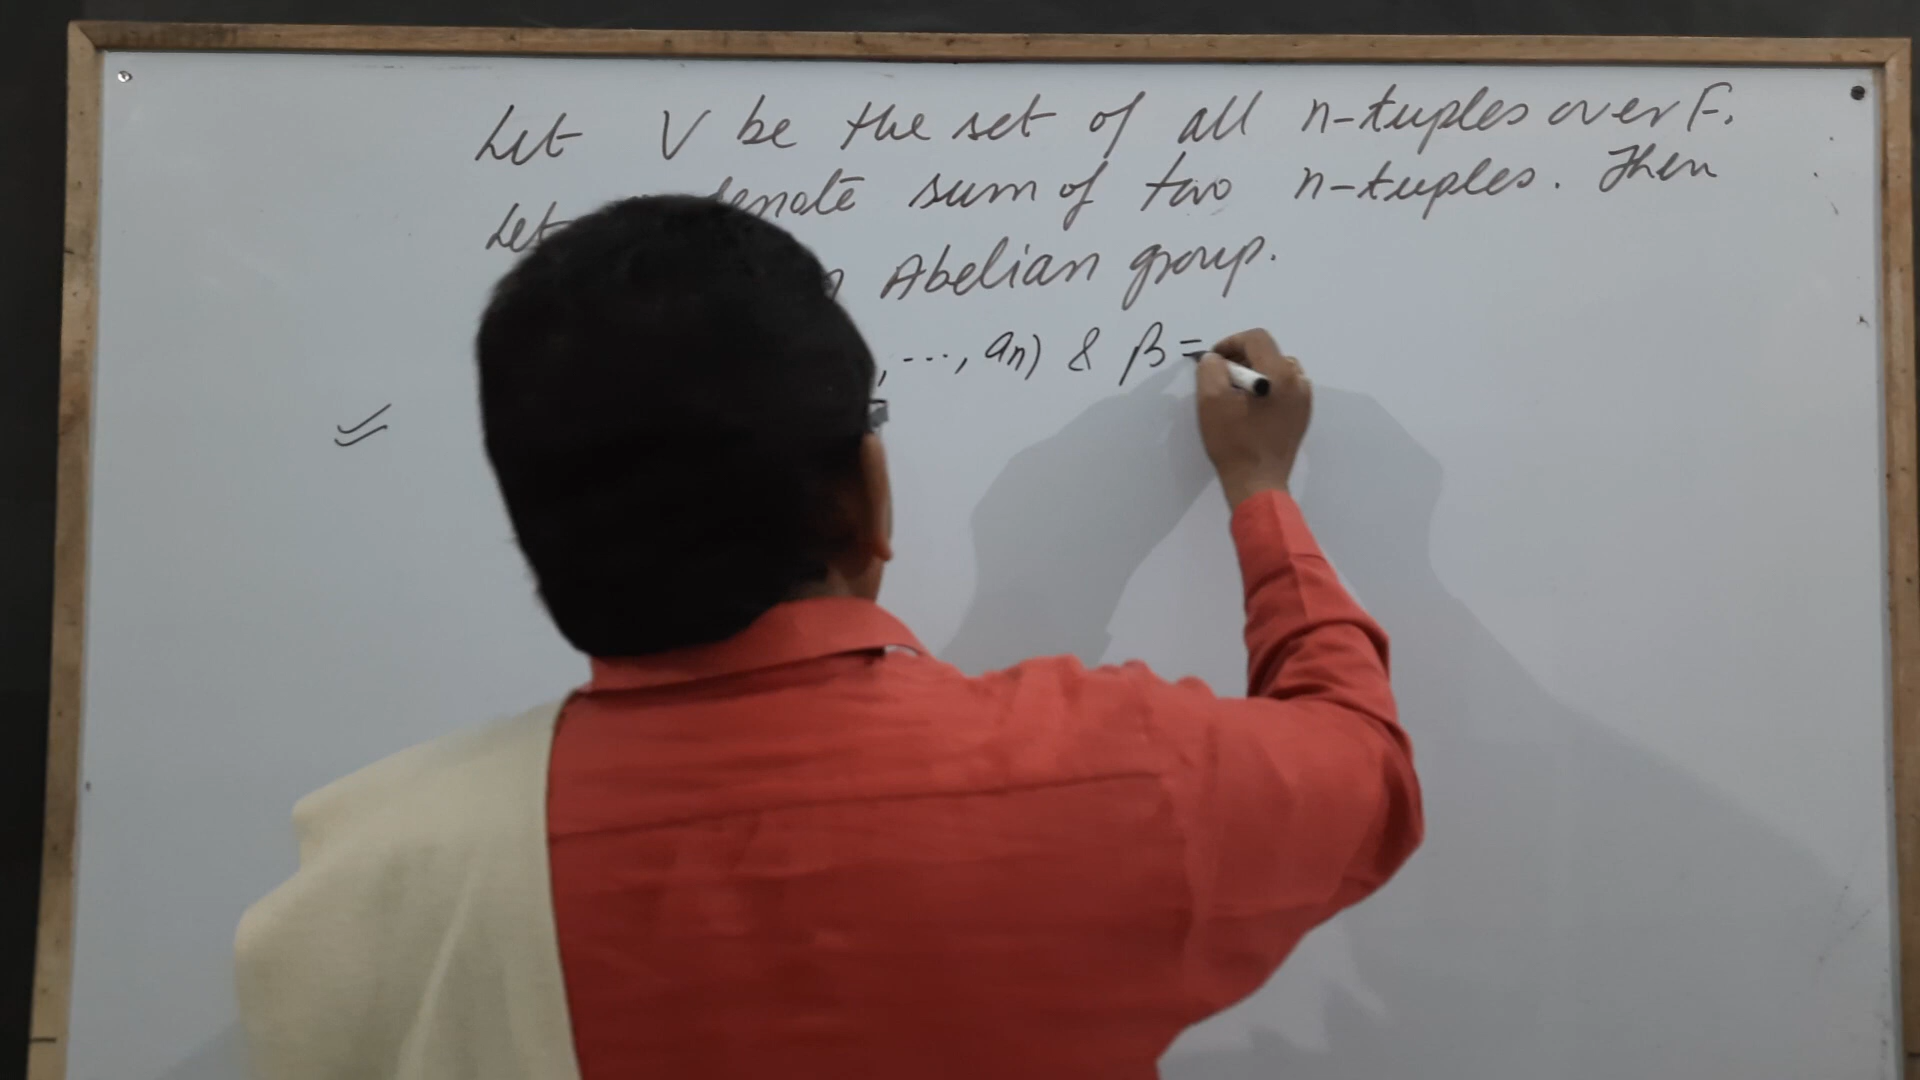 Let V be the set of all n-tuples over F.
Let denote sum of two n-tuples. Then
Abelian group.
, ..., an) & β =